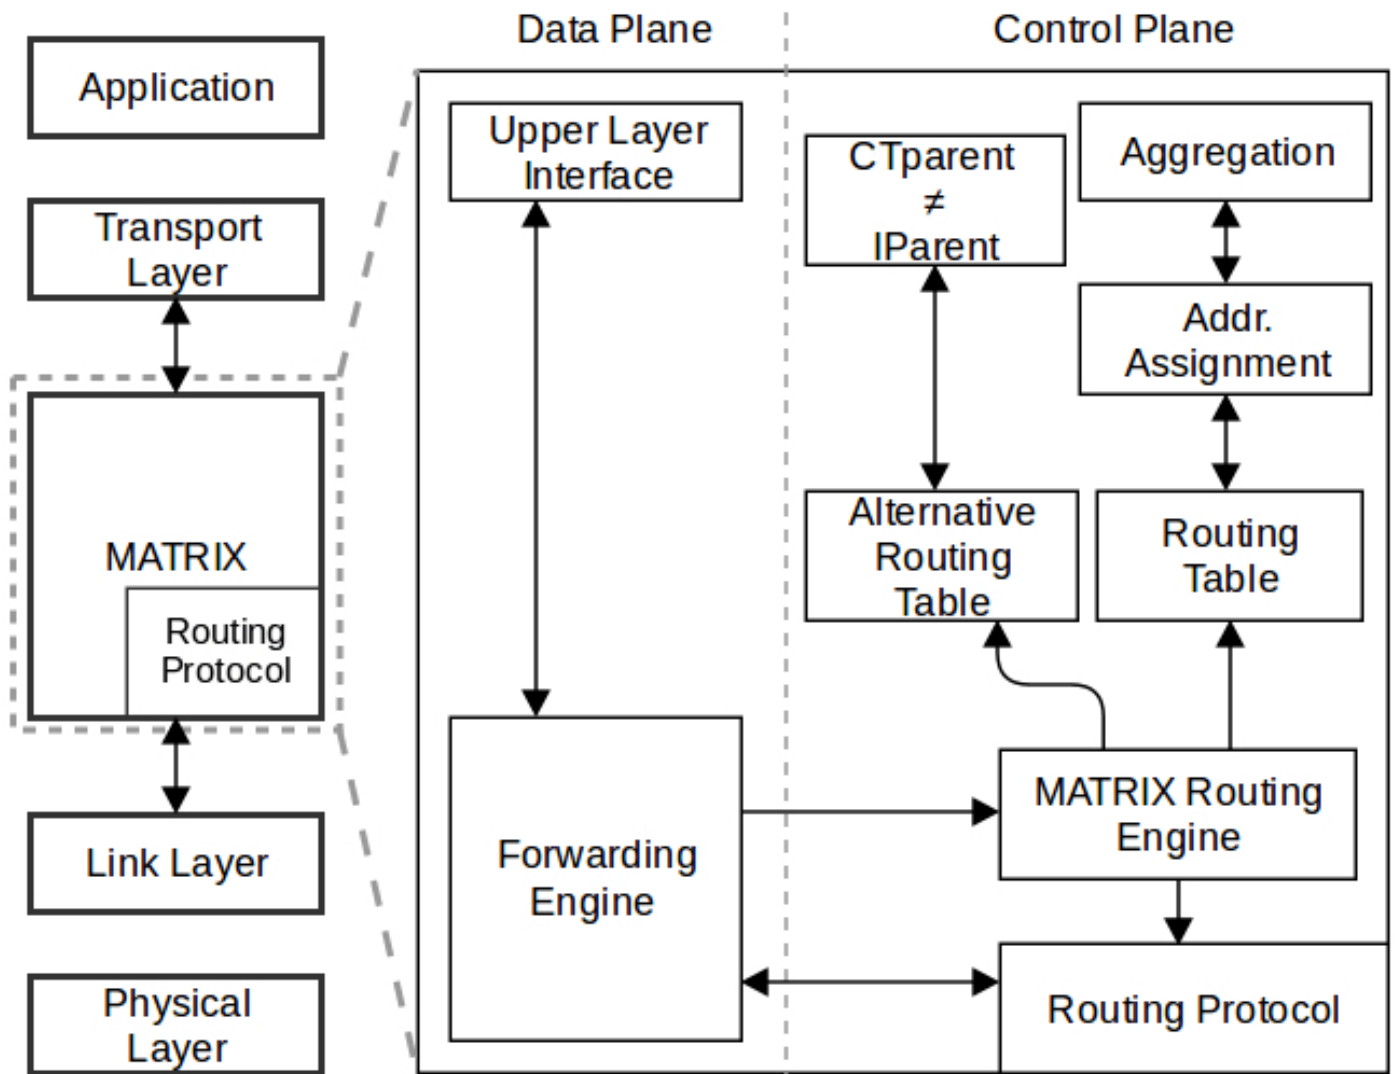 Data Plane
Control Plane
Application
Transport
Layer
MATRIX
Routing
Protocol
Link Layer
Physical
Layer
Upper Layer
Interface
Forwarding
Engine
CTparent
≠
IParent
Aggregation
Addr.
Assignment
Alternative
Routing
Table
Routing
Table
MATRIX Routing
Engine
Routing Protocol